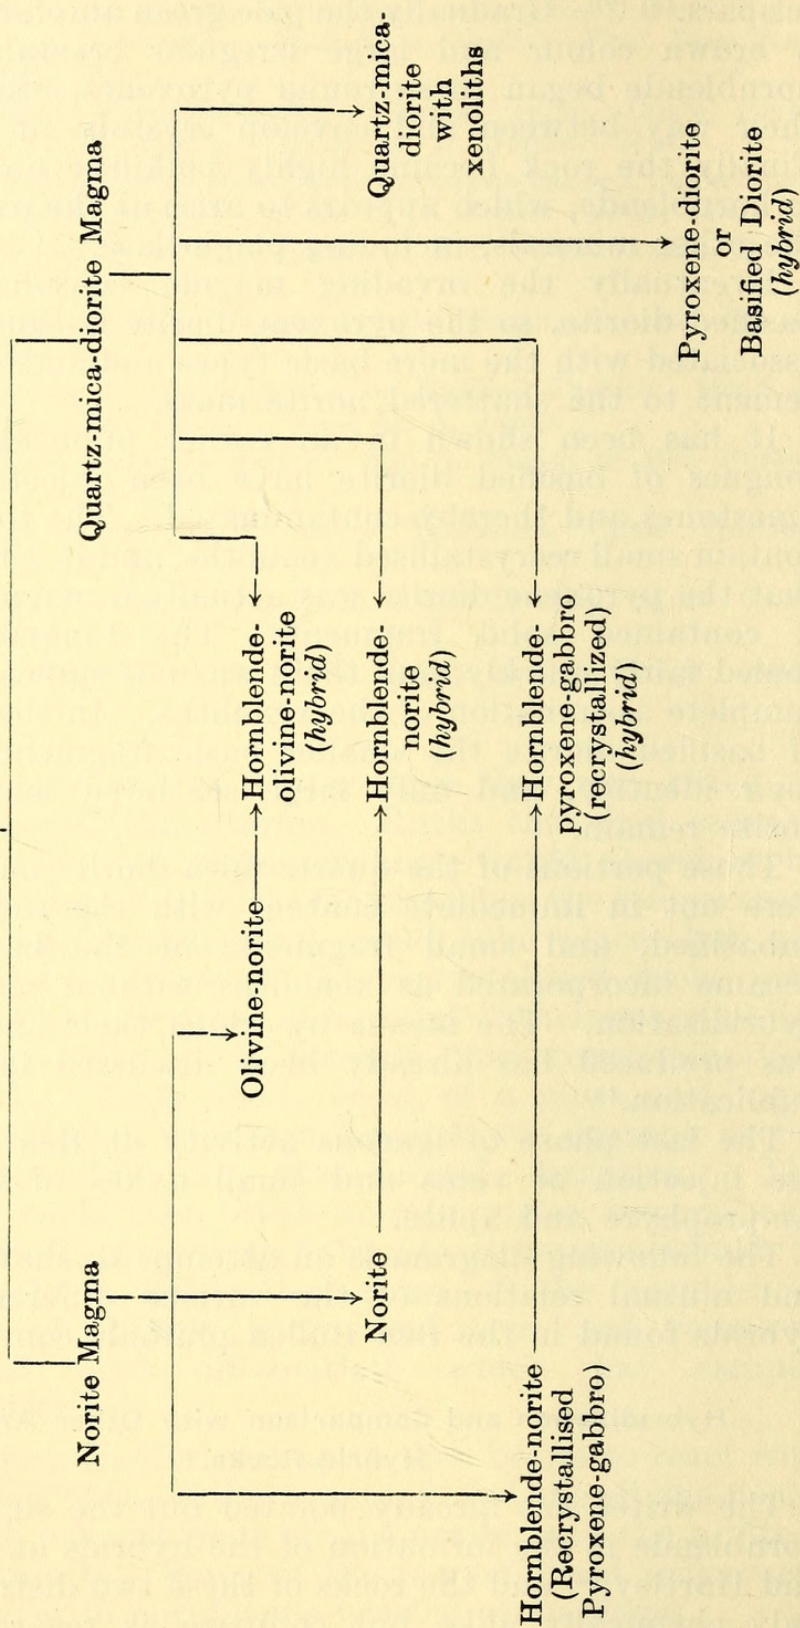 Norite Magma
Quartz-mica-diorite Magma
Olivine-norite
Hornblende-
olivine-norite
(hybrid)
Quartz-mica-
diorite
with
xenoliths
Norite
Hornblende-
norite
(hybrid)
Hornblende-norite
(Recrystallised
Pyroxene-gabbro)
Hornblende-
pyroxene-gabbro
(recrystallized)
(hybrid)
Pyroxene-diorite
or
Basified Diorite
(hybrid)